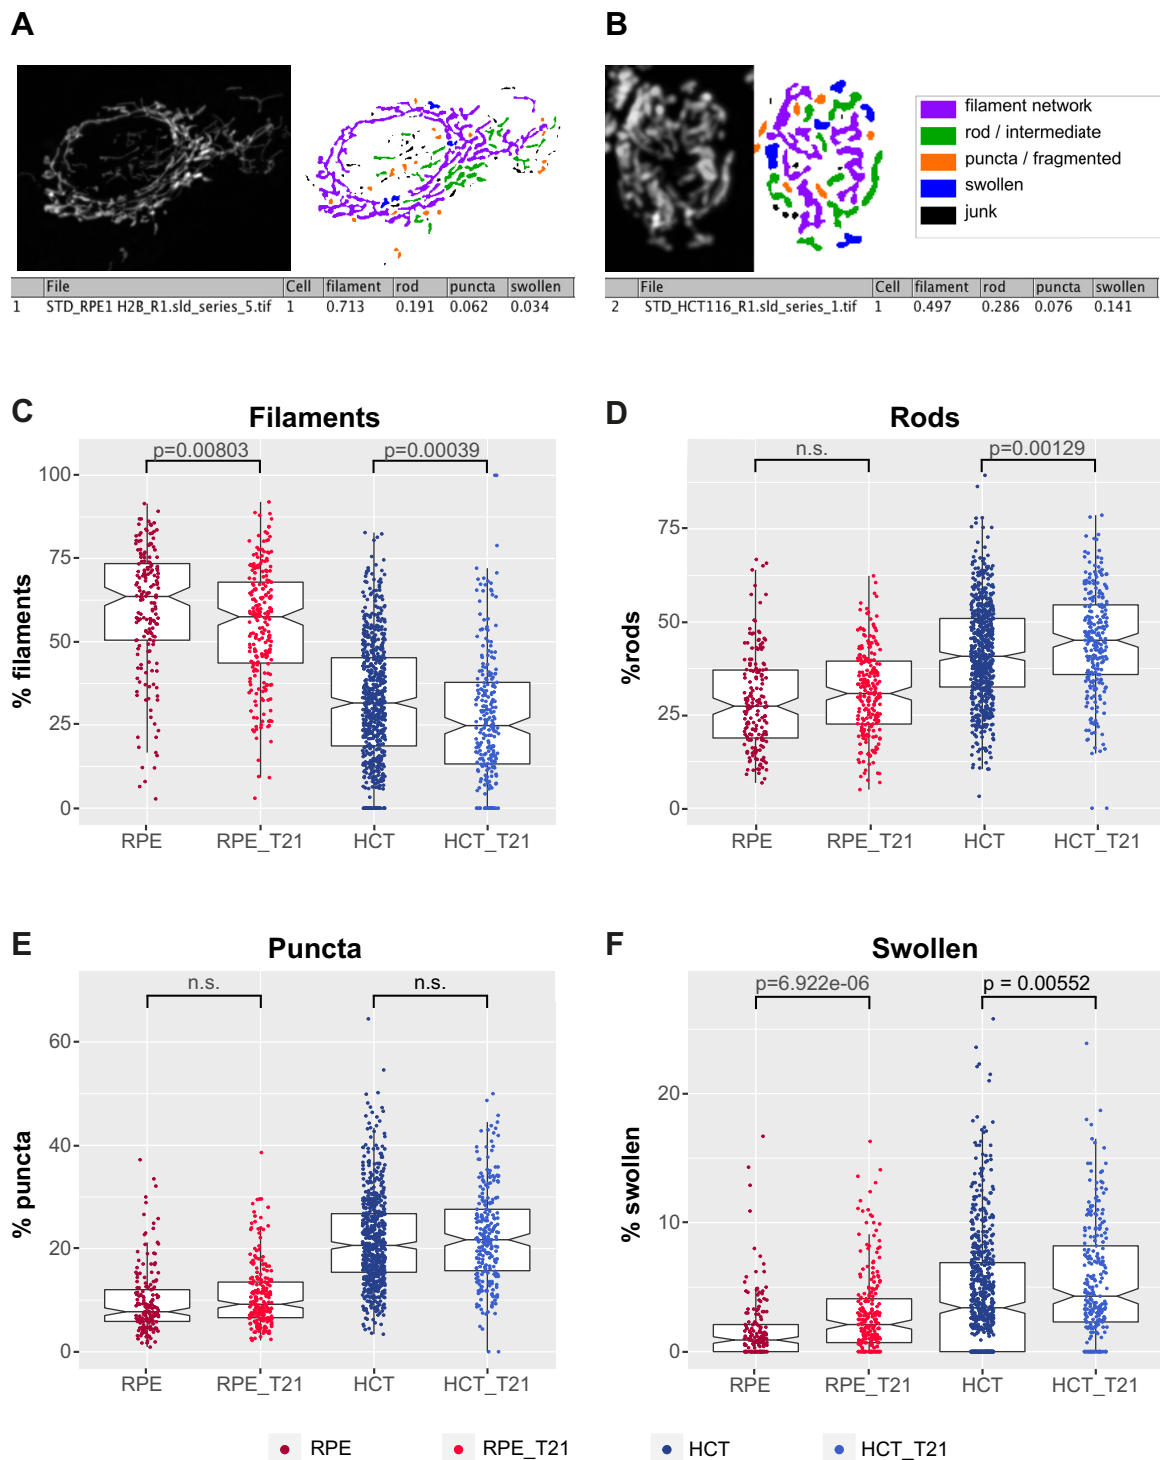 A
B
filament network
rod / intermediate
puncta / fragmented
swollen
junk
File Cell filament rod puncta swollen
1 STD_RPE1 H2B_R1.sld_series_5.tif 1 0.713 0.191 0.062 0.034
File Cell filament rod puncta swollen
2 STD_HCT116_R1.sld_series_1.tif 1 0.497 0.286 0.076 0.141
C
Filaments
p=0.00803
p=0.00039
% filaments
100
75
50
25
0
RPE RPE_T21 HCT HCT_T21
D
Rods
n.s.
p=0.00129
%rods
75
50
25
0
RPE RPE_T21 HCT HCT_T21
E
Puncta
n.s.
n.s.
% puncta
60
40
20
0
RPE RPE_T21 HCT HCT_T21
F
Swollen
p=6.922e-06
p = 0.00552
% swollen
20
10
0
RPE RPE_T21 HCT HCT_T21
RPE RPE_T21 HCT HCT_T21